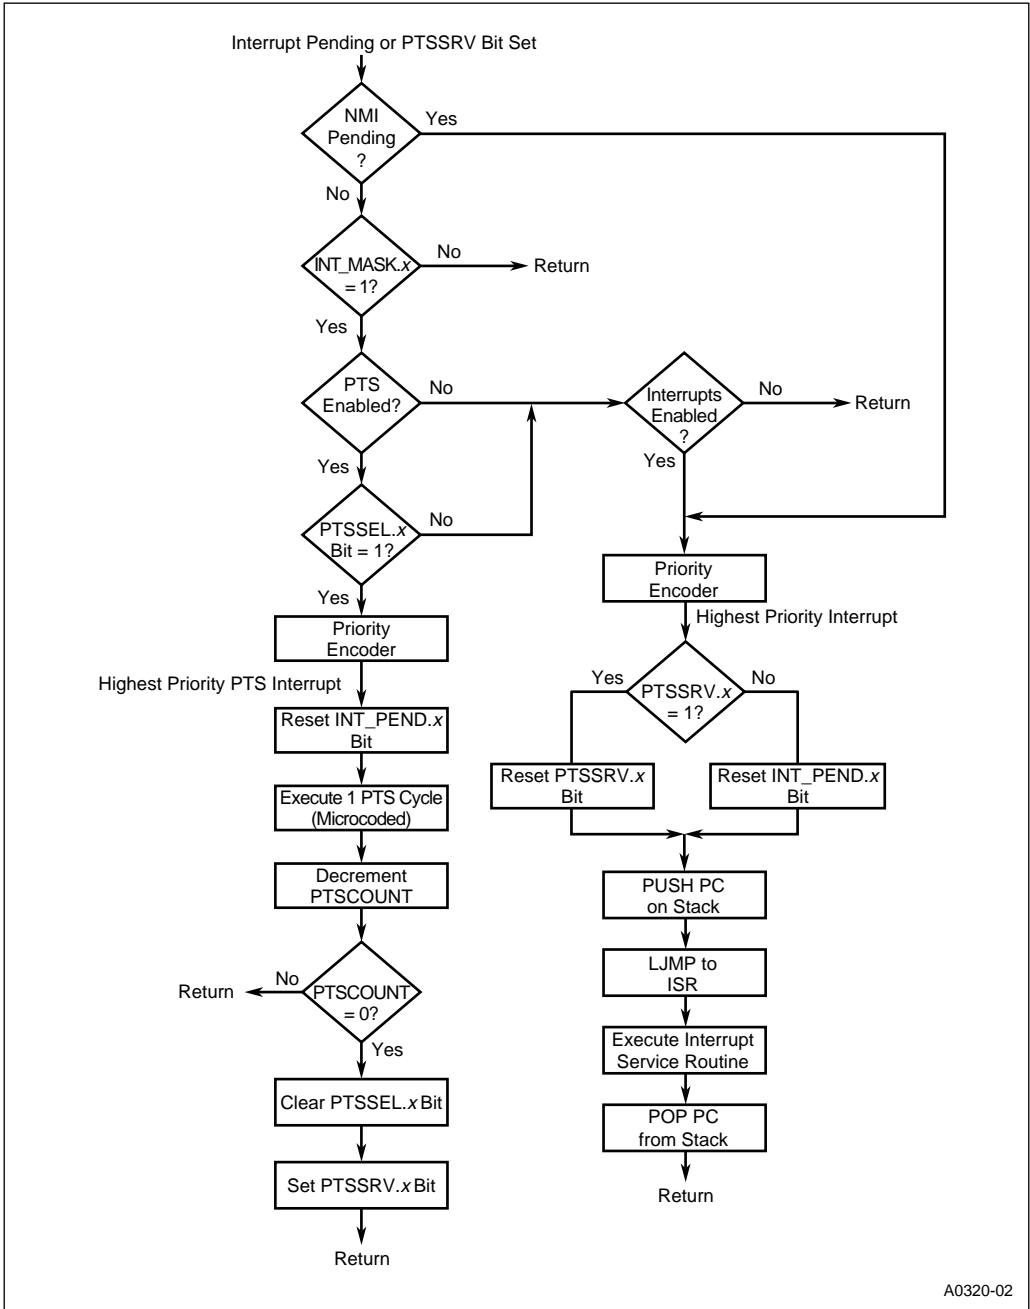 Interrupt Pending or PTSSRV Bit Set
NMI
Pending
?
Yes
No
INT_MASK.x
= 1?
No
Return
Yes
PTS
Enabled?
No
Interrupts
Enabled
?
No
Return
Yes
Yes
PTSSEL.x
Bit = 1?
No
Yes
Priority
Encoder
Highest Priority Interrupt
Priority
Encoder
Highest Priority PTS Interrupt
Yes
PTSSRV.x
= 1?
No
Reset INT_PEND.x
Bit
Reset PTSSRV.x
Bit
Reset INT_PEND.x
Bit
Execute 1 PTS Cycle
(Microcoded)
Decrement
PTSCOUNT
PUSH PC
on Stack
No
Return
PTSCOUNT
= 0?
Yes
LJMP to
ISR
Execute Interrupt
Service Routine
Clear PTSSEL.x Bit
POP PC
from Stack
Set PTSSRV.x Bit
Return
Return
A0320-02